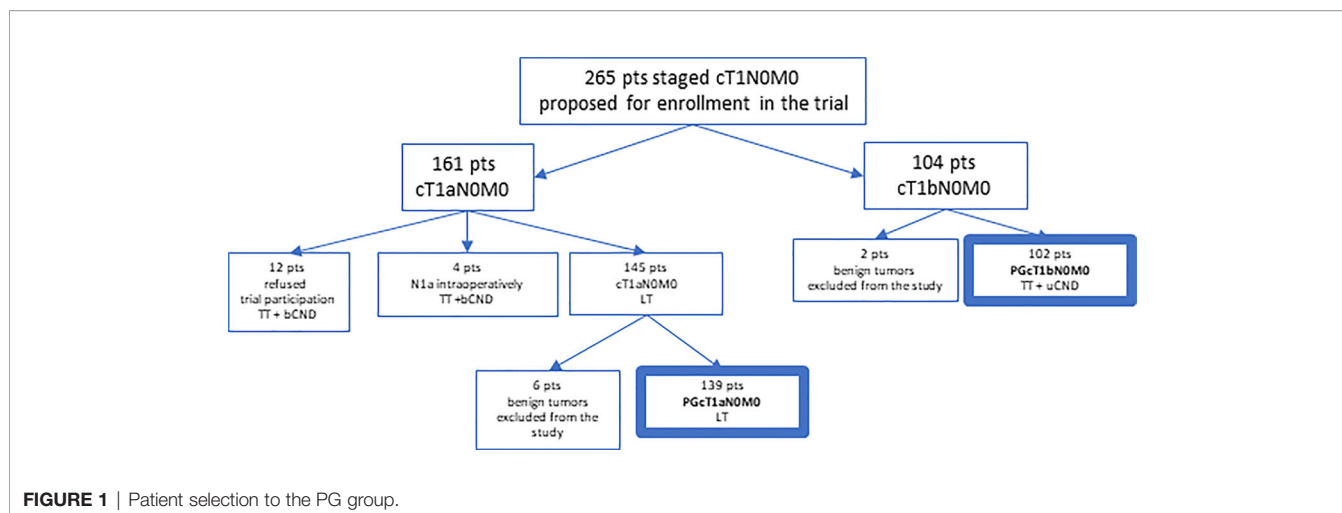 265 pts staged cT1N0M0
proposed for enrollment in the trial
161 pts
cT1aN0M0
104 pts
cT1bN0M0
12 pts
refused
trial participation
TT + bCND
4 pts
N1a intraoperatively
TT +bCND
145 pts
cT1aN0M0
LT
2 pts
benign tumors
excluded from the study
102 pts
PGcT1bN0M0
TT + uCND
6 pts
benign tumors
excluded from the
study
139 pts
PGcT1aN0M0
LT
FIGURE 1 | Patient selection to the PG group.